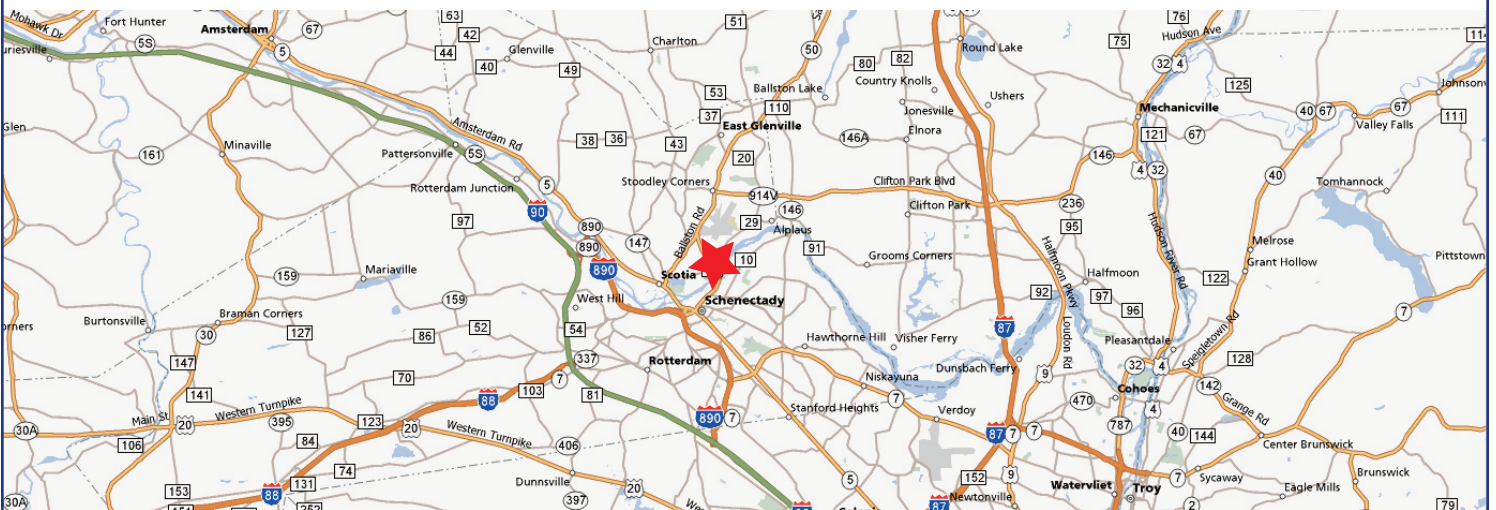 Mohawk Dr
Fort Hunter
Amsterdam
67
63
42
44
40
49
Glenville
Charlton
51
50
Round Lake
76
75
Hudson Ave
32
4
5S
5
uriesville
80
82
Country Knolls
Ballston Lake
53
110
37
Jonesville
Ushers
125
Mechanicville
40
67
67
Johnsonv
111
Valley Falls
Glen
161
Minaville
Amsterdam Rd
Pattersonville
5S
38
36
43
East Glenville
20
146A
Elnora
121
67
146
4
32
40
Rotterdam Junction
5
90
Stoodley Corners
914V
Clifton Park Blvd
Clifton Park
236
Tomhannock
97
890
890
147
Ballston Rd
29
146
Alplaus
91
95
Hudson River Rd
Melrose
Grant Hollow
Pittstown
159
Mariaville
890
Scotia
10
Grooms Corners
Halfmoon Pkwy
Halfmoon
122
159
West Hill
Schenectady
92
97
96
Burtonsville
Braman Corners
orners
30
127
86
52
54
Hawthorne Hill
Visher Ferry
87
Loudon Rd
Pleasantdale
Speigletown Rd
7
147
337
Rotterdam
Dunsbach Ferry
32
4
128
141
70
103
7
81
Niskayuna
9
Cohoes
142
Grange Rd
Main St
Western Turnpike
88
890
7
Stanford Heights
7
Verdoy
470
4
30A
20
395
123
20
Western Turnpike
406
87
7
7
787
40
144
Center Brunswick
106
84
74
Dunnsville
5
152
9
7
Sycaway
Brunswick
153
131
88
397
20
87
Newtonville
Watervliet
Troy
Eagle Mills
79
30A
2